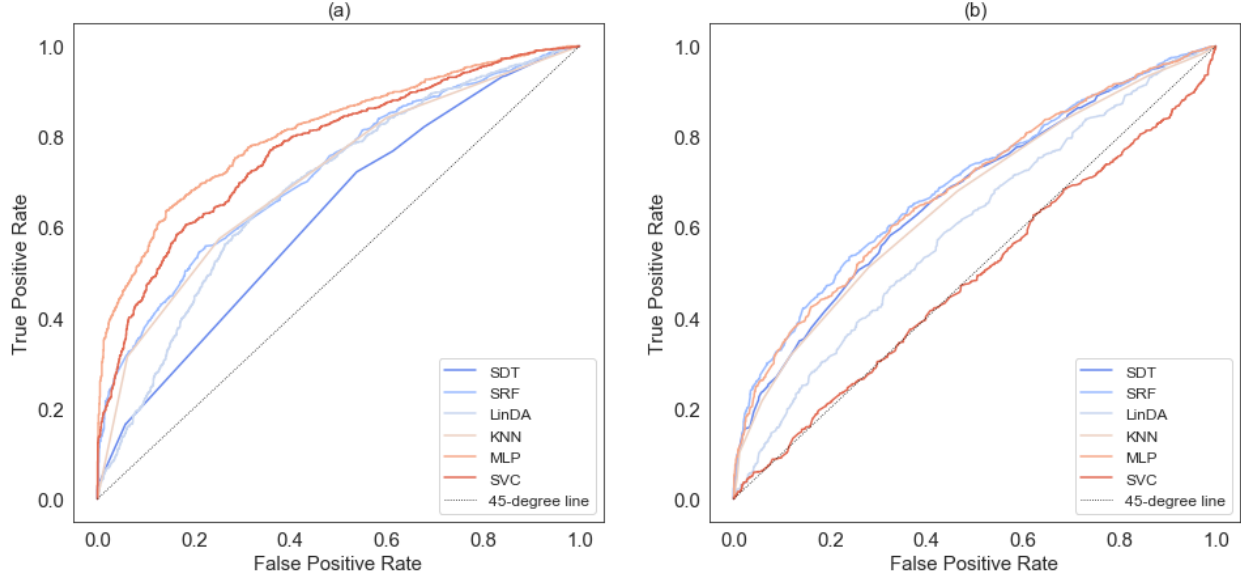 (a)
True Positive Rate
1.0
0.8
0.6
0.4
0.2
0.0
0.0 0.2 0.4 0.6 0.8 1.0
False Positive Rate
SDT
SRF
LinDA
KNN
MLP
SVC
45-degree line
(b)
True Positive Rate
1.0
0.8
0.6
0.4
0.2
0.0
0.0 0.2 0.4 0.6 0.8 1.0
False Positive Rate
SDT
SRF
LinDA
KNN
MLP
SVC
45-degree line